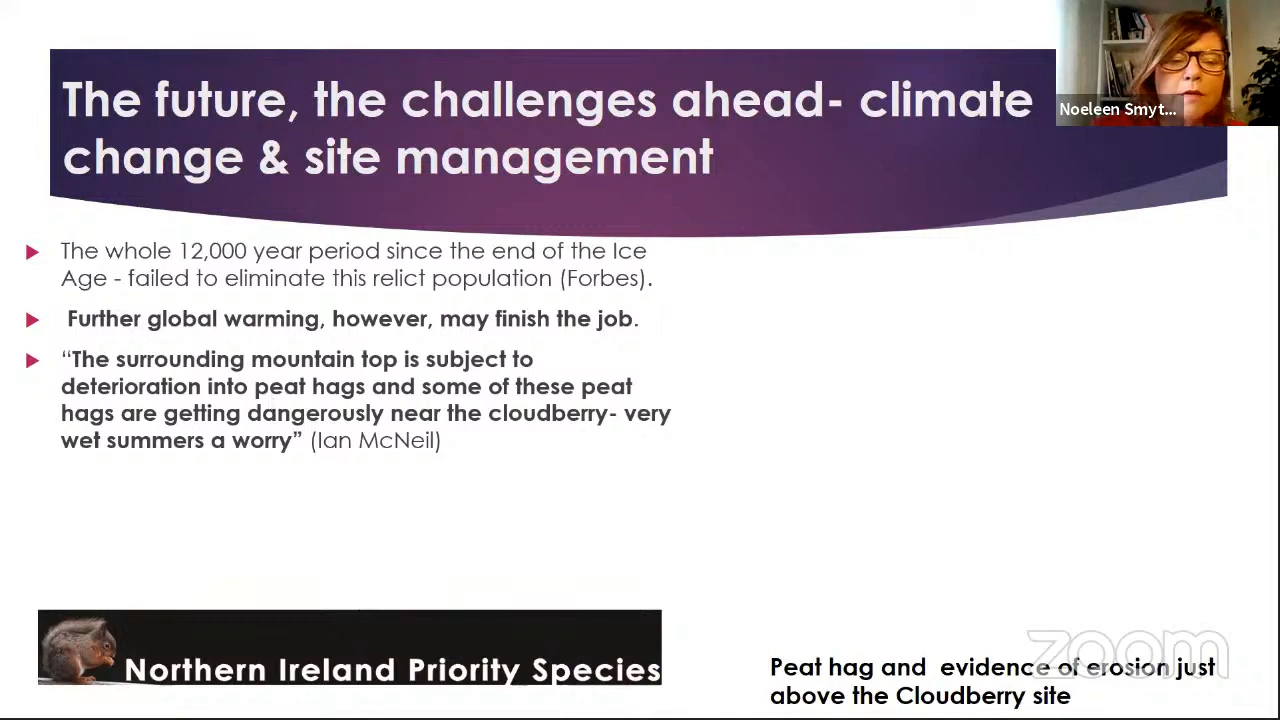 The future, the challenges ahead- climate
change & site management
Noeleen Smyt...
The whole 12,000 year period since the end of the Ice
Age - failed to eliminate this relict population (Forbes).
Further global warming, however, may finish the job.
“The surrounding mountain top is subject to
deterioration into peat hags and some of these peat
hags are getting dangerously near the cloudberry- very
wet summers a worry” (Ian McNeil)
Northern Ireland Priority Species
Peat hag and evidence of erosion just
above the Cloudberry site
zoom